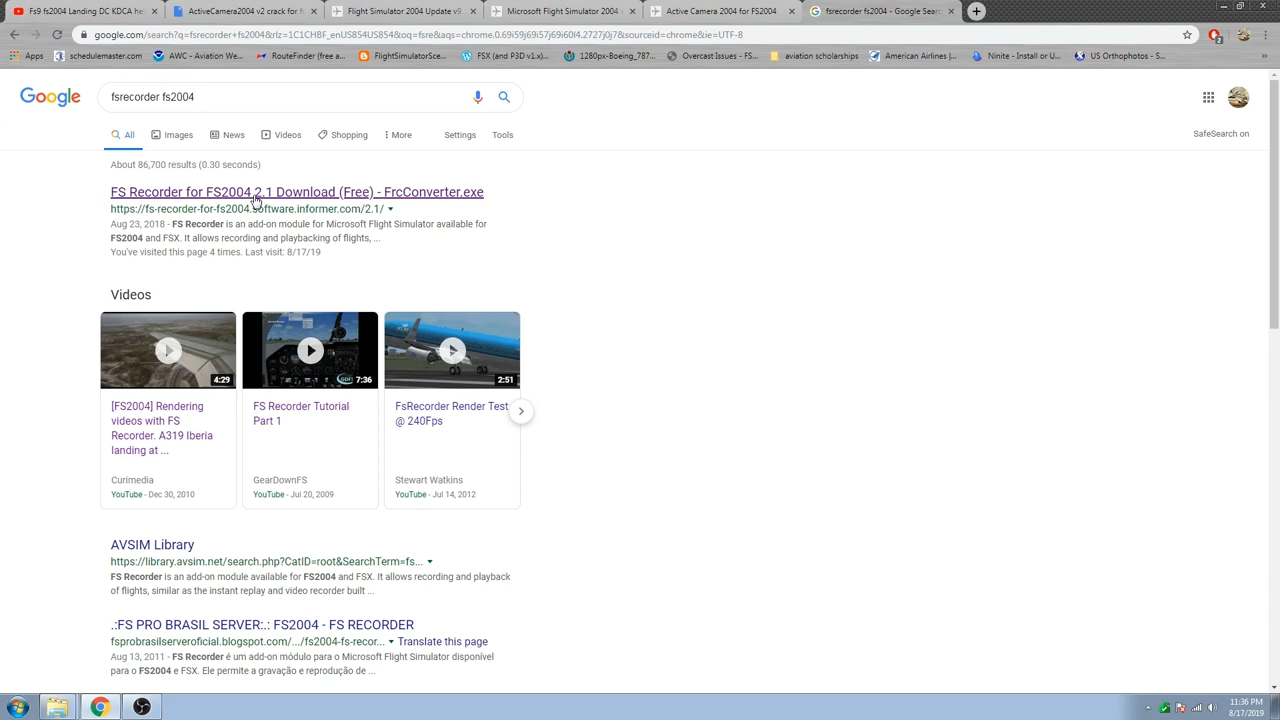 Fs9 fs2004 Landing DC KDCA help
ActiveCamera2004 v2 crack for fs
Flight Simulator 2004 Upset v1.
Microsoft Flight Simulator 2004
Active Camera 2004 for FS2004
fsrecorder fs2004 - Google Searc
google.com/search?q=fsrecorder+fs2004&rlz=1C1CHBF_enUS854US854&oq=fsre&aqs=chrome.0.69i59j69i57j69i60l4.2727j0j7&sourceid=chrome&ie=UTF-8
Apps
schedulemaster.com
AWC - Aviation We...
RouteFinder (free a...
FlightSimulatorSce...
FSX (and P3D v1.x)...
1280px-Boeing_787...
Overcast Issues - FS...
aviation scholarships
American Airlines |...
Ninite - Install or U...
US Orthophotos - S...
Google
fsrecorder fs2004
All
Images
News
Videos
Shopping
More
Settings
Tools
SafeSearch on
About 86,700 results (0.30 seconds)
FS Recorder for FS2004 2.1 Download (Free) - FrcConverter.exe
https://fs-recorder-for-fs2004.software.informer.com/2.1/
Aug 23, 2018 - FS Recorder is an add-on module for Microsoft Flight Simulator available for
FS2004 and FSX. It allows recording and playbacking of flights, ...
You've visited this page 4 times. Last visit: 8/17/19
Videos
4:29
7:36
2:51
[FS2004] Rendering
videos with FS
Recorder. A319 Iberia
landing at ...
Curimedia
YouTube - Dec 30, 2010
FS Recorder Tutorial
Part 1
GearDownFS
YouTube - Jul 20, 2009
FsRecorder Render Test
@ 240Fps
Stewart Watkins
YouTube - Jul 14, 2012
AVSIM Library
https://library.avsim.net/search.php?CatID=root&SearchTerm=fs...
FS Recorder is an add-on module available for FS2004 and FSX. It allows recording and playback
of flights, similar as the instant replay and video recorder built ...
.:FS PRO BRASIL SERVER:.: FS2004 - FS RECORDER
fsprobrasilserveroficial.blogspot.com/.../fs2004-fs-recor... Translate this page
Aug 13, 2011 - FS Recorder é um add-on módulo para o Microsoft Flight Simulator disponível
para o FS2004 e FSX. Ele permite a gravação e reprodução de ...
11:36 PM
8/17/2019